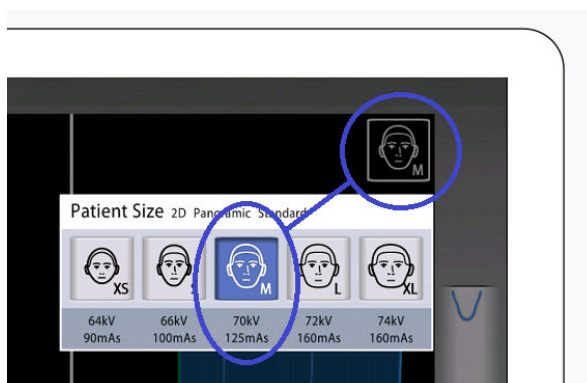 M
Patient Size 2D Panoramic Standard
XS S M L XL
64kV 66kV 70kV 72kV 74kV
90mAs 100mAs 125mAs 160mAs 160mAs